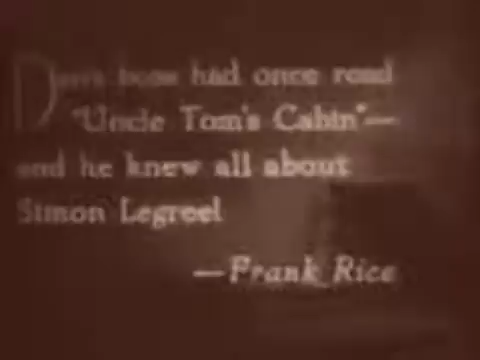 boss had once read
"Uncle Tom's Cabin"—
and he knew all about
Simon Legree!
—Frank Rice